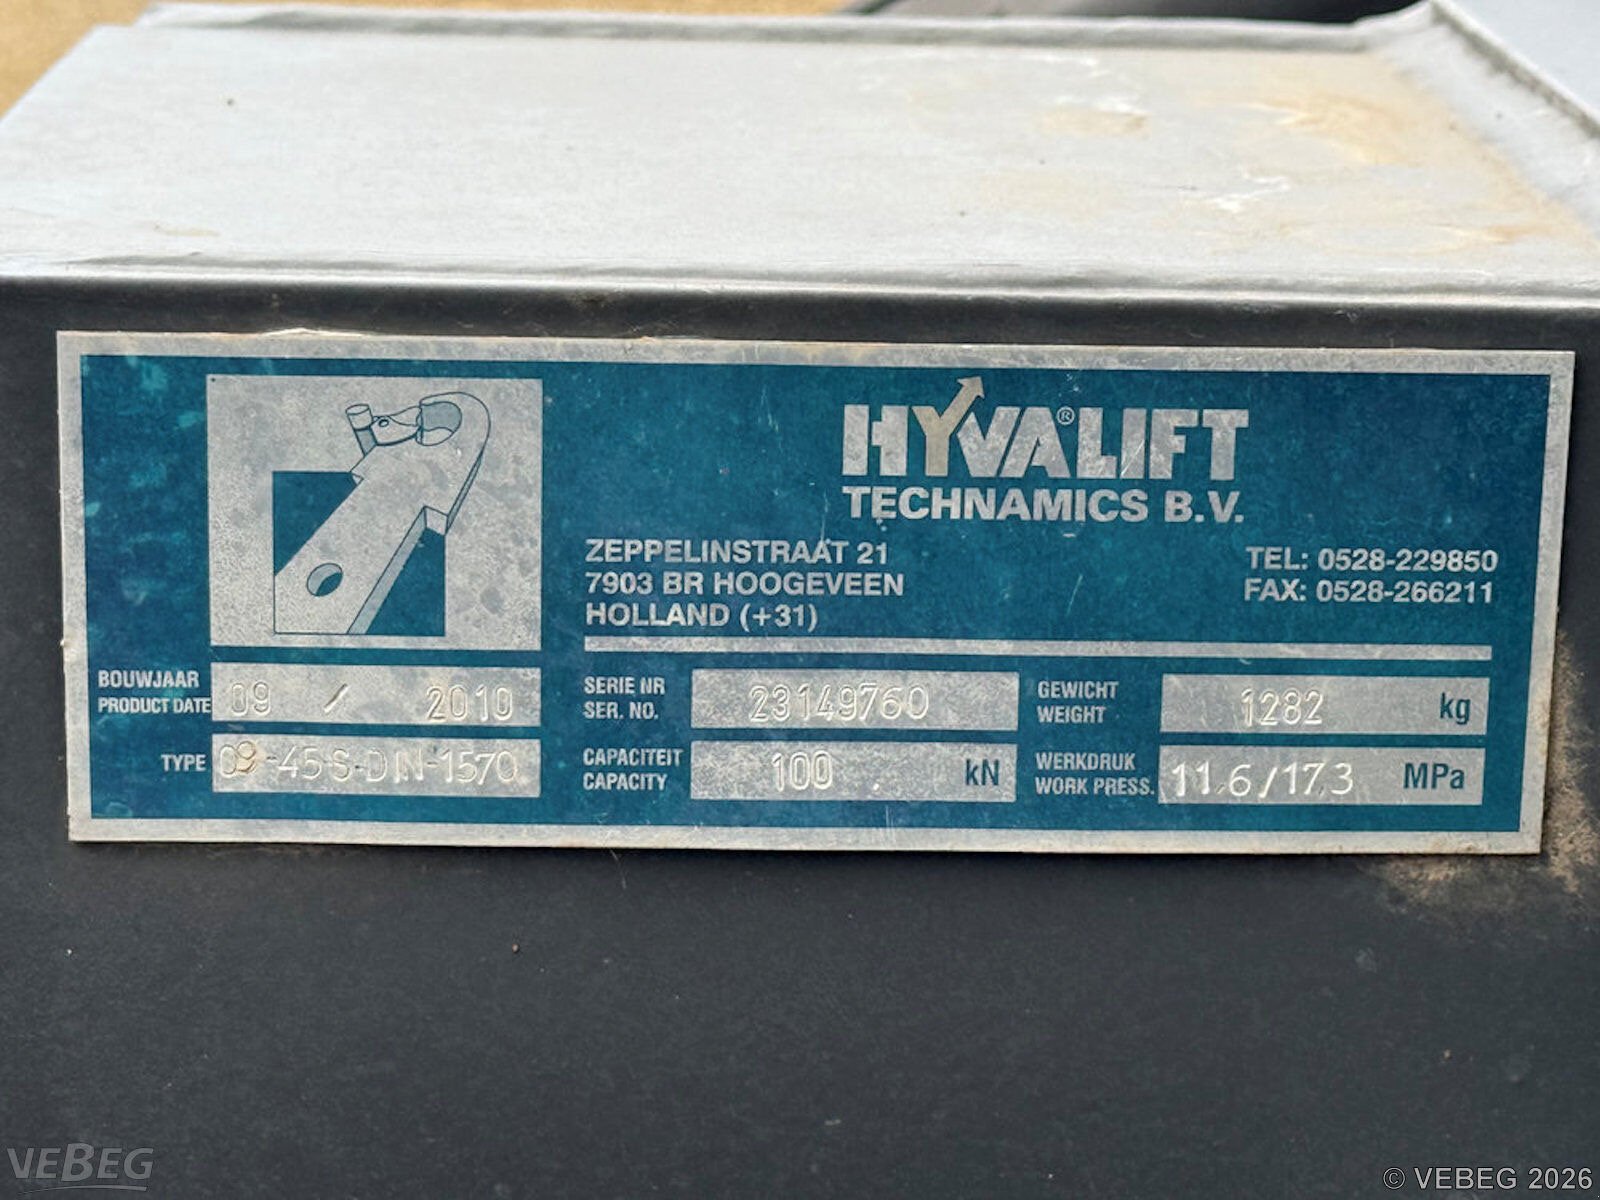 HYVA®LIFT
TECHNAMICS B.V.
ZEPPELINSTRAAT 21
7903 BR HOOGEVEEN
HOLLAND (+31)
TEL: 0528-229850
FAX: 0528-266211
BOUWJAAR
PRODUCT DATE
09 / 2010
SERIE NR
SER. NO.
23149760
GEWICHT
WEIGHT
1282 kg
TYPE
09-45-S-DIN-1570
CAPACITEIT
CAPACITY
100 kN
WERKDRUK
WORK PRESS.
11.6/17.3 MPa
VEBEG
© VEBEG 2026